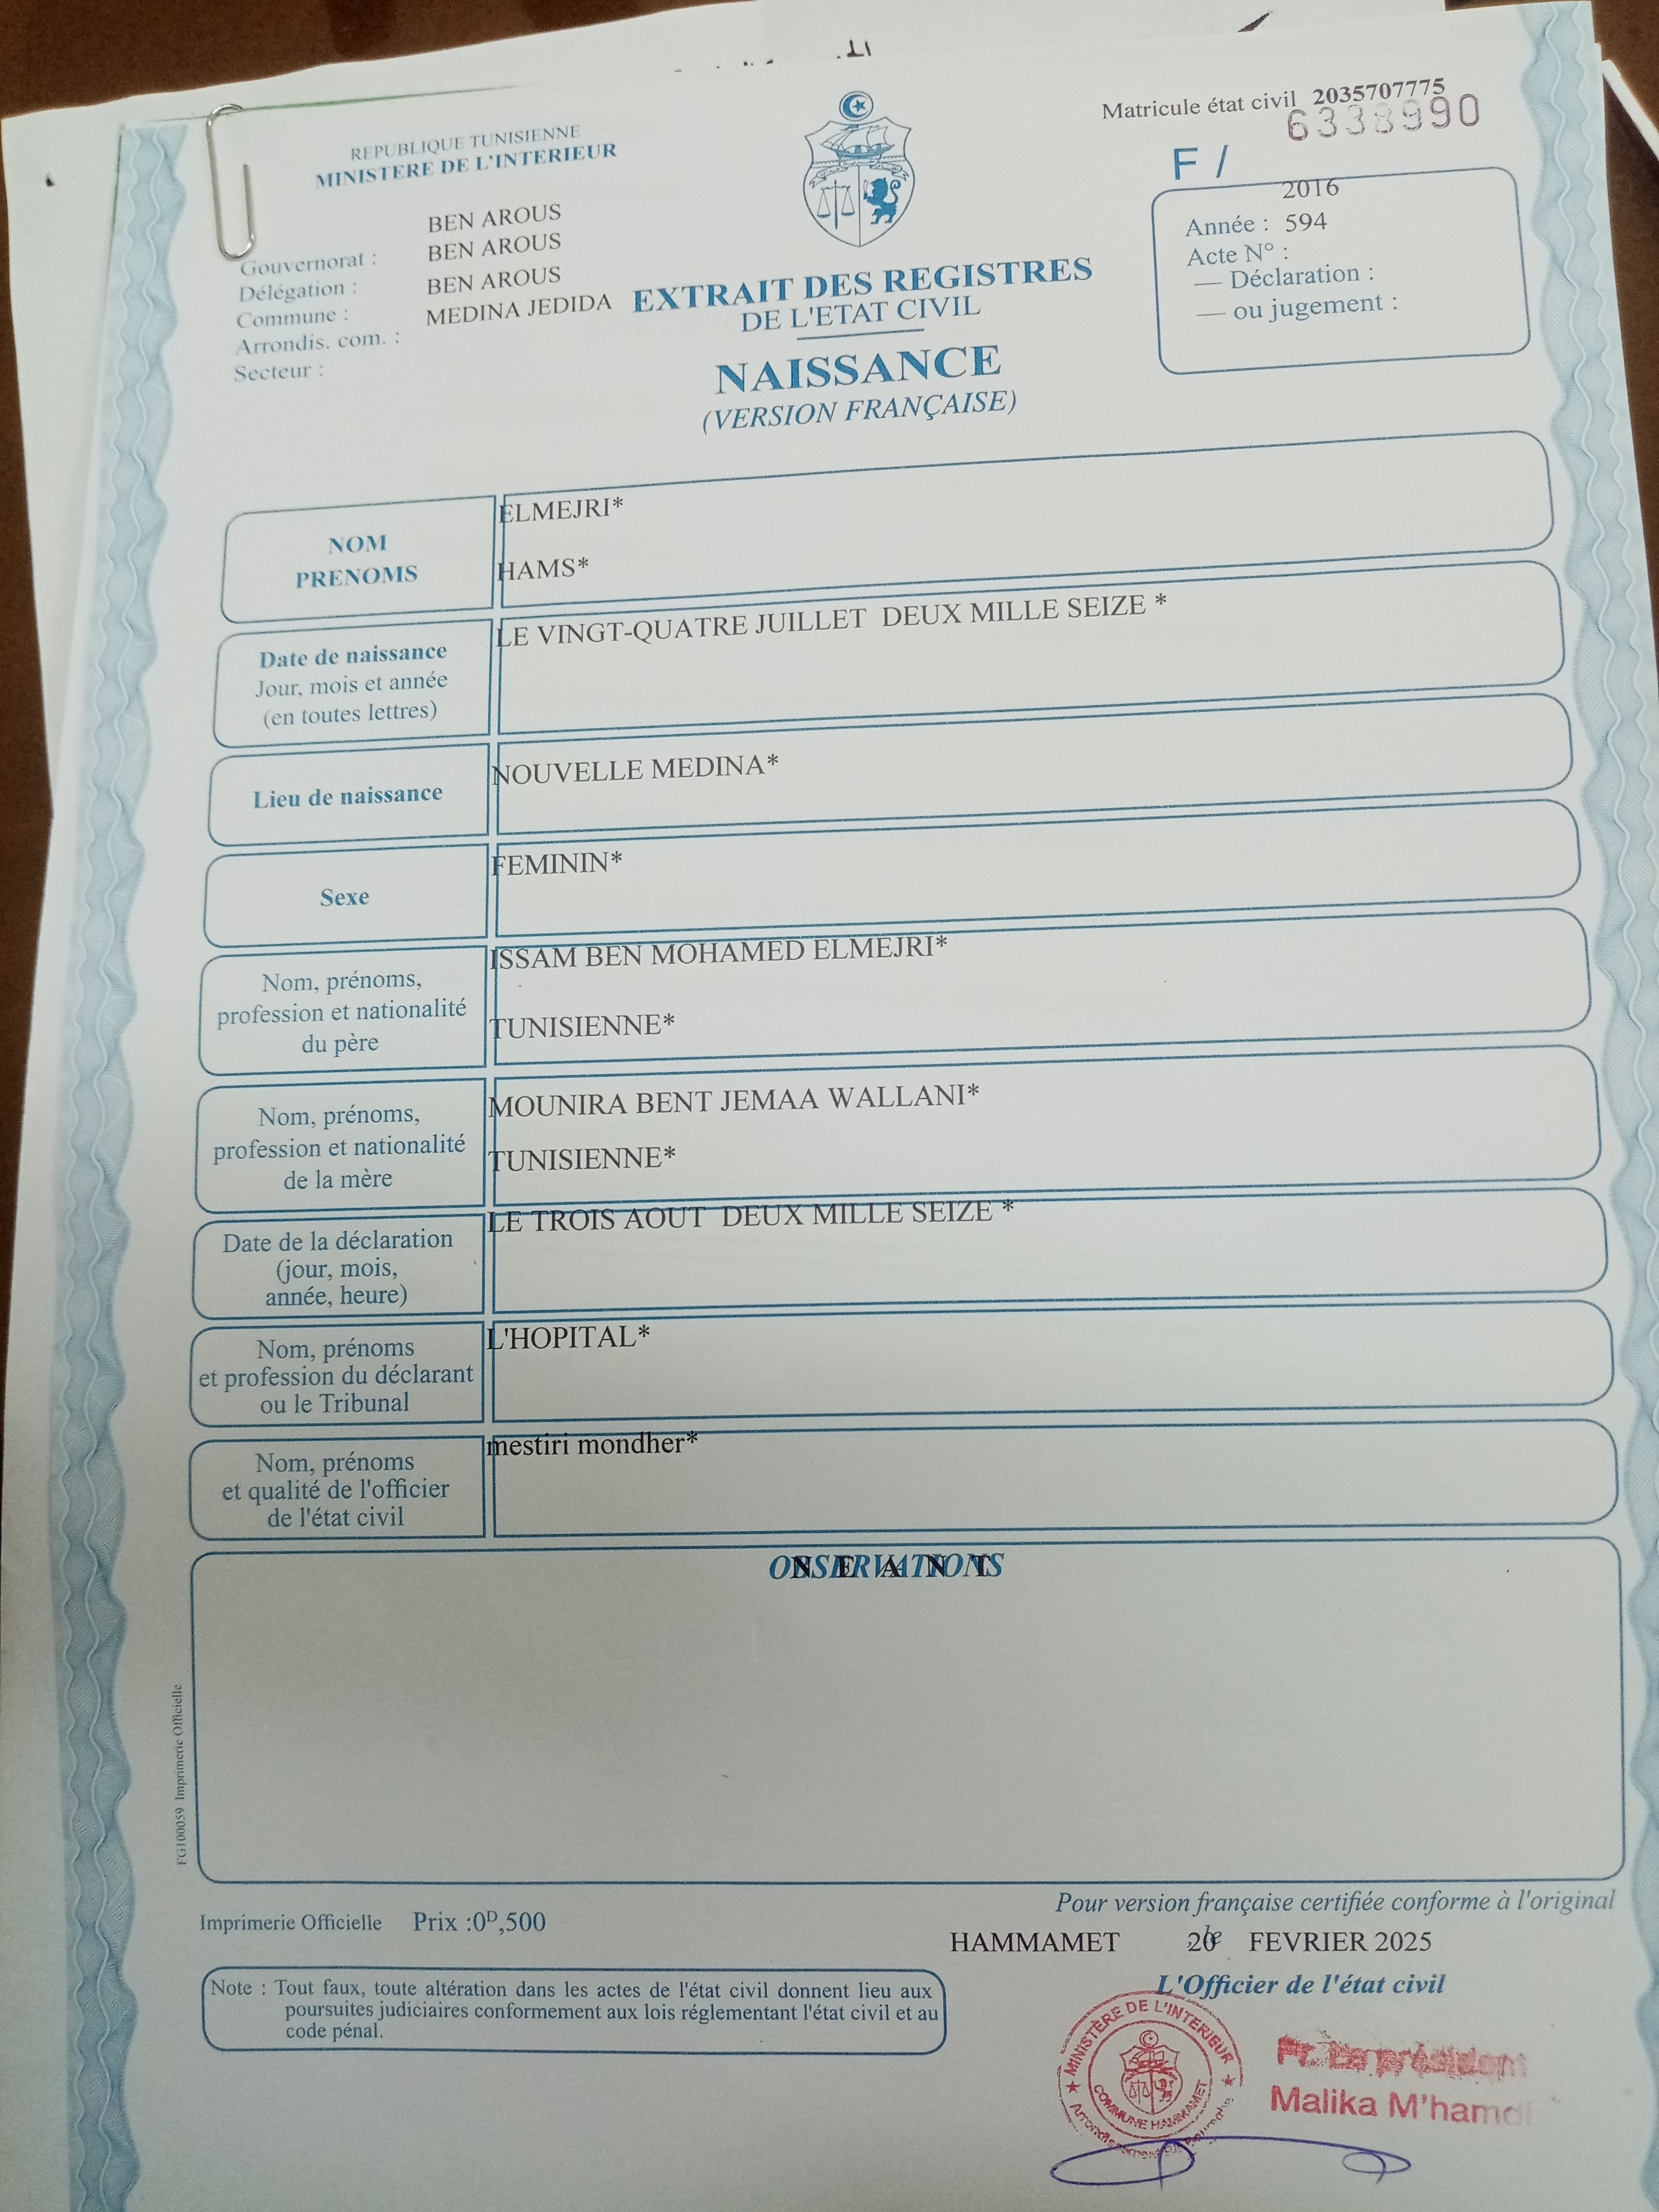 REPUBLIQUE TUNISIENNE
MINISTERE DE L'INTERIEUR
Matricule état civil 2035707775
6338990
F /
BEN AROUS
BEN AROUS
BEN AROUS
MEDINA JEDIDA
Gouvernorat :
Délégation :
Commune :
Arrondis. com. :
Secteur :
2016
Année : 594
Acte N° :
— Déclaration :
— ou jugement :
EXTRAIT DES REGISTRES
DE L'ETAT CIVIL
NAISSANCE
(VERSION FRANÇAISE)
NOM
PRENOMS
ELMEJRI*
HAMS*
Date de naissance
Jour, mois et année
(en toutes lettres)
LE VINGT-QUATRE JUILLET DEUX MILLE SEIZE *
Lieu de naissance
NOUVELLE MEDINA*
Sexe
FEMININ*
Nom, prénoms,
profession et nationalité
du père
ISSAM BEN MOHAMED ELMEJRI*
TUNISIENNE*
Nom, prénoms,
profession et nationalité
de la mère
MOUNIRA BENT JEMAA WALLANI*
TUNISIENNE*
Date de la déclaration
(jour, mois,
année, heure)
LE TROIS AOUT DEUX MILLE SEIZE *
Nom, prénoms
et profession du déclarant
ou le Tribunal
L'HOPITAL*
Nom, prénoms
et qualité de l'officier
de l'état civil
mestiri mondher*
OBSERVATIONS
N E A N T
FG100059 Imprimerie Officielle
Imprimerie Officielle Prix :0D,500
Pour version française certifiée conforme à l'original
HAMMAMET 20 le FEVRIER 2025
L'Officier de l'état civil
Note : Tout faux, toute altération dans les actes de l'état civil donnent lieu aux
poursuites judiciaires conformement aux lois réglementant l'état civil et au
code pénal.
MINISTÈRE DE L'INTERIEUR
COMMUNE HAMMAMET
Pr. Le président
Malika M'hamdi